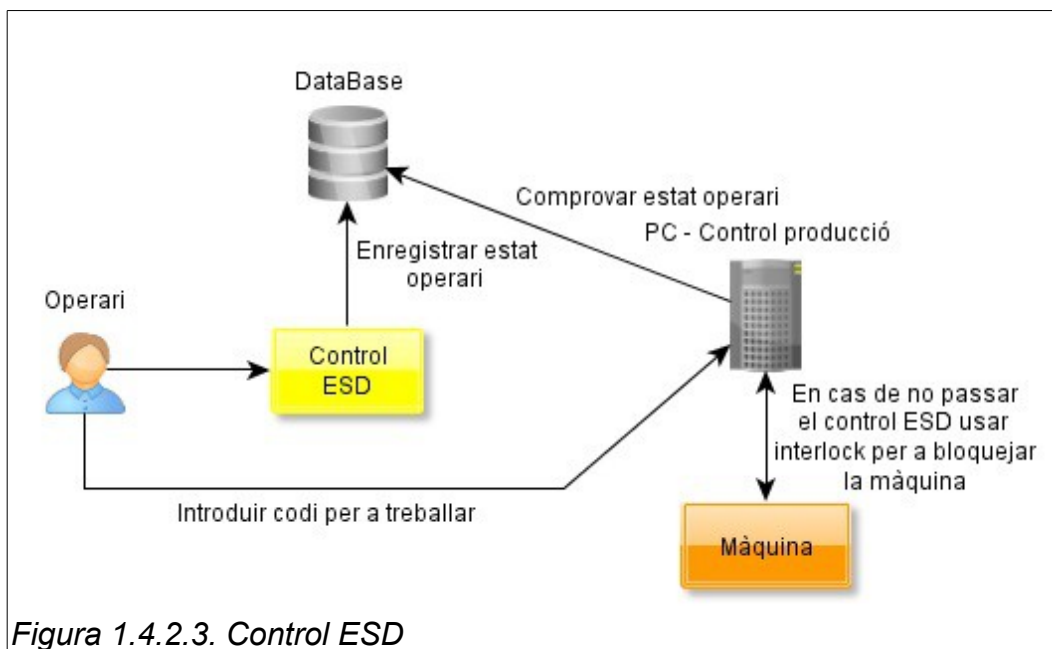 DataBase
Comprovar estat operari
PC - Control producció
Enregistrar estat
operari
Operari
Control
ESD
En cas de no passar
el control ESD usar
interlock per a bloquejar
la màquina
Introduir codi per a treballar
Màquina
Figura 1.4.2.3. Control ESD